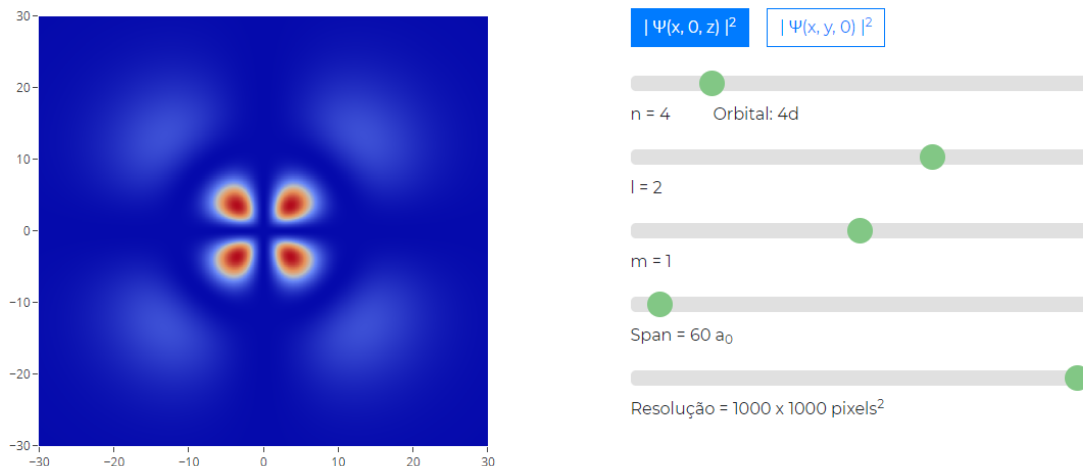 30
20
10
0
−10
−20
−30
−30
−20
−10
0
10
20
30
| Ψ(x, 0, z) |²
| Ψ(x, y, 0) |²
n = 4 Orbital: 4d
l = 2
m = 1
Span = 60 a₀
Resolução = 1000 x 1000 pixels²